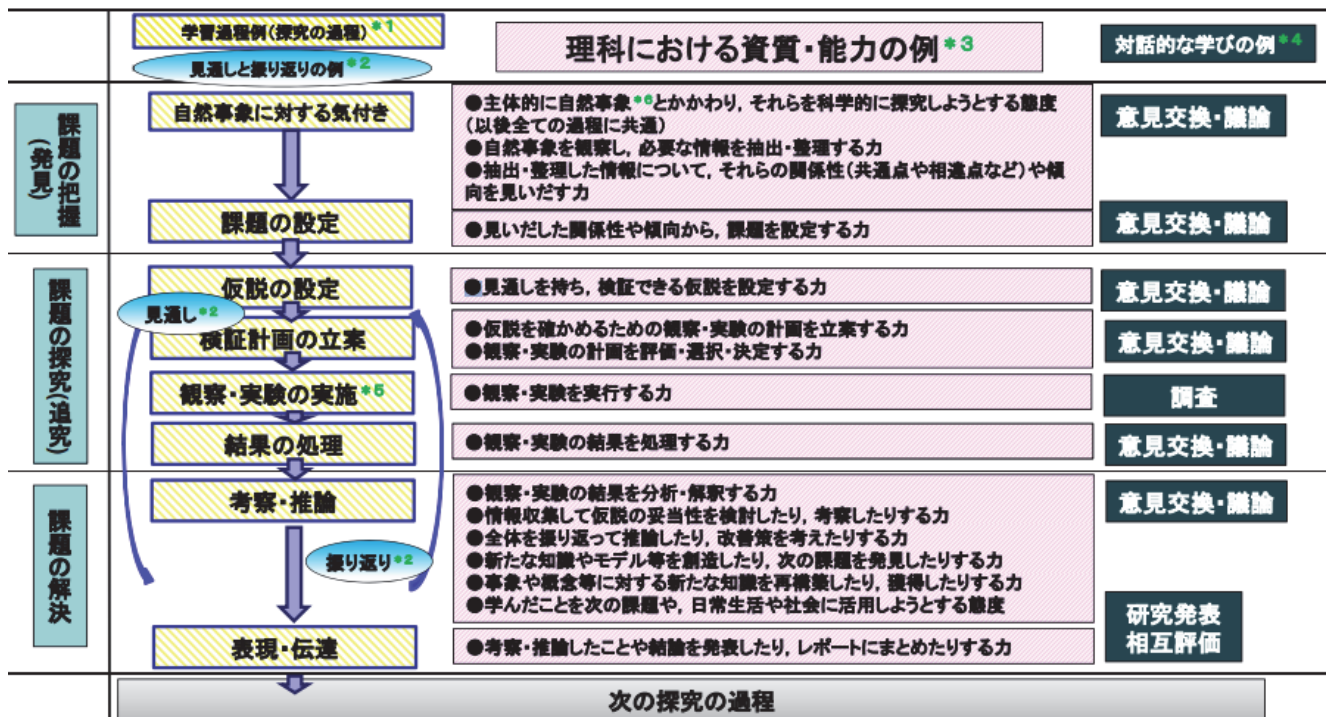 学習過程例(探究の過程)*1
見通しと振り返りの例*2
理科における資質・能力の例*3
対話的な学びの例*4
課題の把握(発見)
自然事象に対する気付き
●主体的に自然事象*6とかかわり，それらを科学的に探究しようとする態度
(以後全ての過程に共通)
●自然事象を観察し，必要な情報を抽出・整理する力
●抽出・整理した情報について，それらの関係性(共通点や相違点など)や傾
向を見いだす力
意見交換・議論
課題の設定
●見いだした関係性や傾向から，課題を設定する力
意見交換・議論
課題の探究(追究)
仮説の設定
●見通しを持ち，検証できる仮説を設定する力
意見交換・議論
見通し*2
検証計画の立案
●仮説を確かめるための観察・実験の計画を立案する力
●観察・実験の計画を評価・選択・決定する力
意見交換・議論
観察・実験の実施*5
●観察・実験を実行する力
調査
結果の処理
●観察・実験の結果を処理する力
意見交換・議論
課題の解決
考察・推論
●観察・実験の結果を分析・解釈する力
●情報収集して仮説の妥当性を検討したり，考察したりする力
●全体を振り返って推論したり，改善策を考えたりする力
●新たな知識やモデル等を創造したり，次の課題を発見したりする力
●事象や概念等に対する新たな知識を再構築したり，獲得したりする力
●学んだことを次の課題や，日常生活や社会に活用しようとする態度
意見交換・議論
振り返り*2
研究発表
相互評価
表現・伝達
●考察・推論したことや結論を発表したり，レポートにまとめたりする力
次の探究の過程